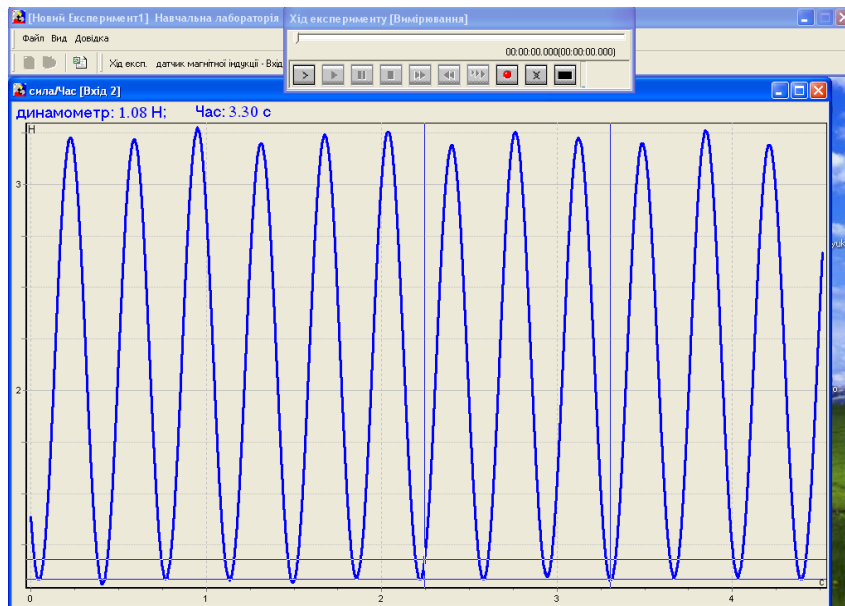 [Новий Експеримент1] Навчальна лабораторія
Хід експерименту [Вимірювання]
Файл Вид Довідка
00:00:00.000(00:00:00.000)
Хід експ. датчик магнітної індукції - Вхід
сила/Час [Вхід 2]
динамометр: 1.08 Н; Час: 3.30 с
Н
3
2
с
0 1 2 3 4